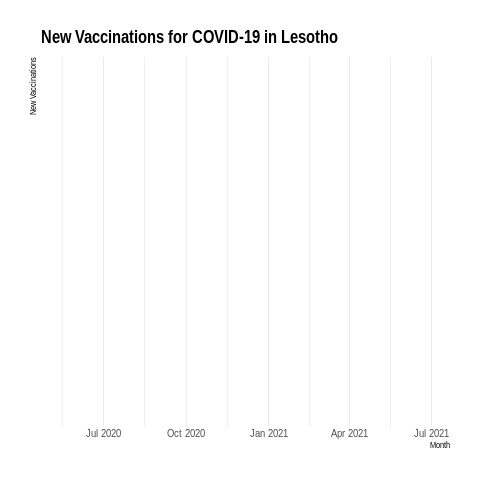 New Vaccinations for COVID-19 in Lesotho
New Vaccinations
Jul 2020 Oct 2020 Jan 2021 Apr 2021 Jul 2021
Month